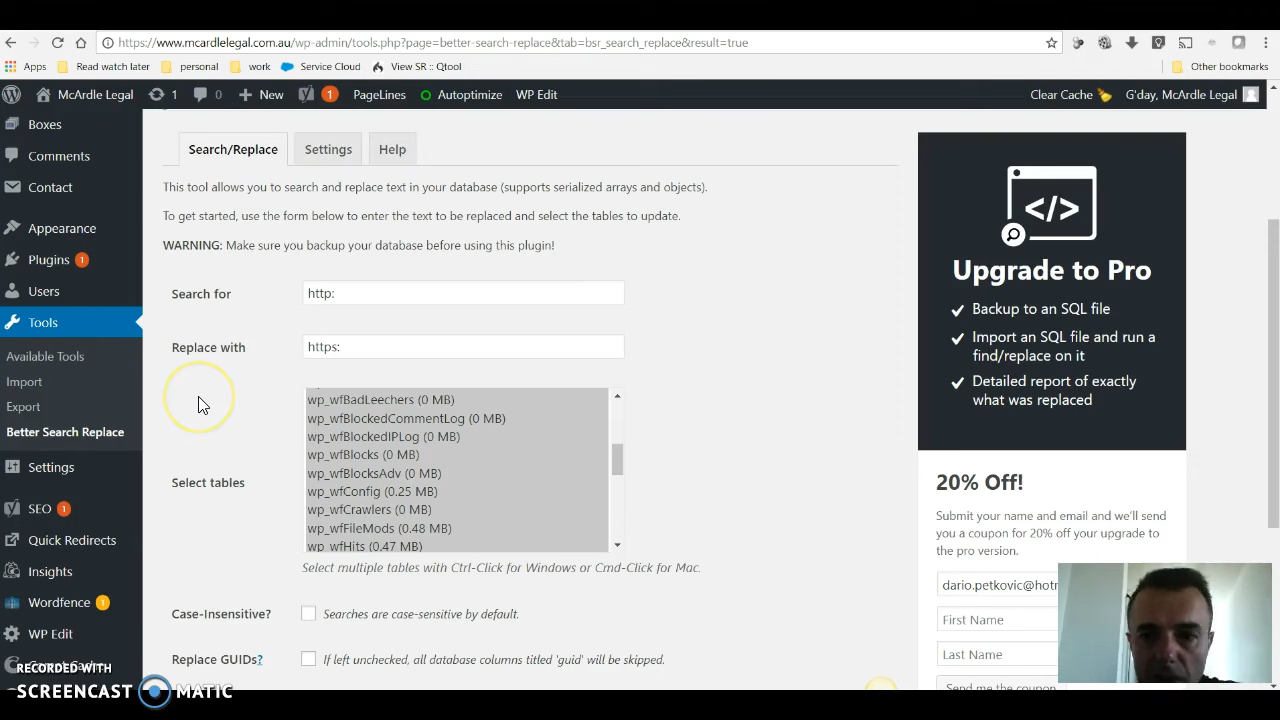 https://www.mcardlelegal.com.au/wp-admin/tools.php?page=better-search-replace&tab=bsr_search_replace&result=true
Apps Read watch later personal work Service Cloud View SR :: Qtool Other bookmarks
McArdle Legal 1 0 New 1 PageLines Autoptimize WP Edit Clear Cache G'day, McArdle Legal
Boxes
Comments
Contact
Appearance
Plugins 1
Users
Tools
Available Tools
Import
Export
Better Search Replace
Settings
SEO 1
Quick Redirects
Insights
Wordfence 1
WP Edit
Search/Replace Settings Help
This tool allows you to search and replace text in your database (supports serialized arrays and objects).
To get started, use the form below to enter the text to be replaced and select the tables to update.
WARNING: Make sure you backup your database before using this plugin!
Search for http:
Replace with https:
Select tables
wp_wfBadLeechers (0 MB)
wp_wfBlockedCommentLog (0 MB)
wp_wfBlockedIPLog (0 MB)
wp_wfBlocks (0 MB)
wp_wfBlocksAdv (0 MB)
wp_wfConfig (0.25 MB)
wp_wfCrawlers (0 MB)
wp_wfFileMods (0.48 MB)
wp_wfHits (0.47 MB)
Select multiple tables with Ctrl-Click for Windows or Cmd-Click for Mac.
Case-Insensitive? Searches are case-sensitive by default.
Replace GUIDs? If left unchecked, all database columns titled 'guid' will be skipped.
</>
Upgrade to Pro
Backup to an SQL file
Import an SQL file and run a
find/replace on it
Detailed report of exactly
what was replaced
20% Off!
Submit your name and email and we'll send
you a coupon for 20% off your upgrade to
the pro version.
dario.petkovic@hotm
First Name
Last Name
Send me the coupon
RECORDED WITH
SCREENCAST MATIC